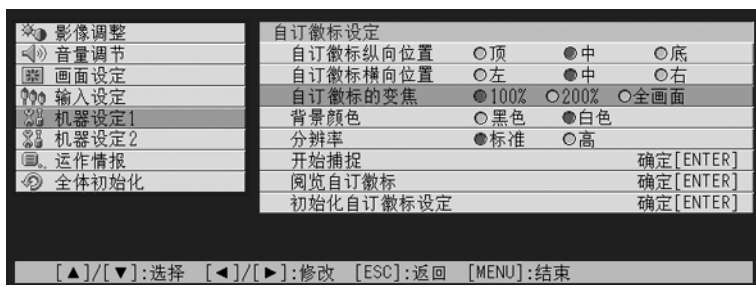 影像调整
音量调节
画面设定
输入设定
机器设定1
机器设定2
运作情报
全体初始化
自订徽标设定
自订徽标纵向位置 ○顶 ●中 ○底
自订徽标横向位置 ○左 ●中 ○右
自订徽标的变焦 ●100% ○200% ○全画面
背景颜色 ○黑色 ●白色
分辨率 ●标准 ○高
开始捕捉 确定[ENTER]
阅览自订徽标 确定[ENTER]
初始化自订徽标设定 确定[ENTER]
[▲]/[▼]:选择 [◄]/[►]:修改 [ESC]:返回 [MENU]:结束